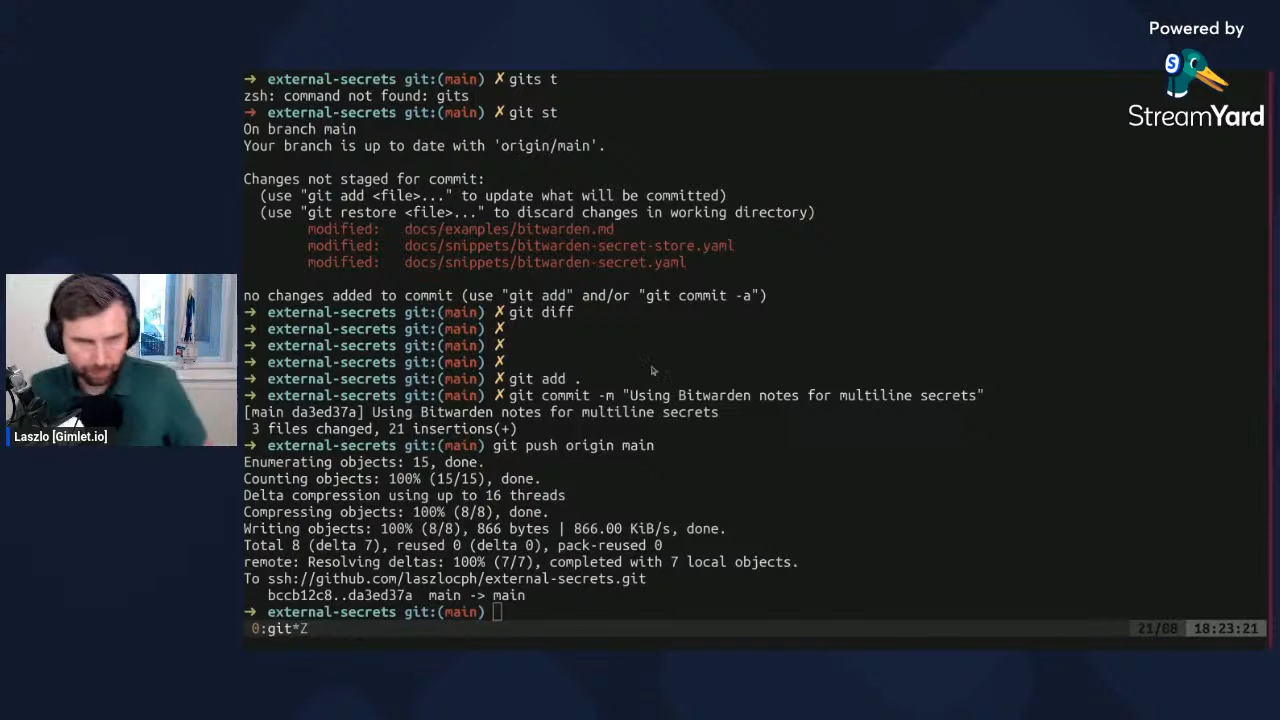 Powered by
S
StreamYard
➜ external-secrets git:(main) ✗ gits t
zsh: command not found: gits
➜ external-secrets git:(main) ✗ git st
On branch main
Your branch is up to date with 'origin/main'.
Changes not staged for commit:
(use "git add <file>..." to update what will be committed)
(use "git restore <file>..." to discard changes in working directory)
modified: docs/examples/bitwarden.md
modified: docs/snippets/bitwarden-secret-store.yaml
modified: docs/snippets/bitwarden-secret.yaml
no changes added to commit (use "git add" and/or "git commit -a")
➜ external-secrets git:(main) ✗ git diff
➜ external-secrets git:(main) ✗
➜ external-secrets git:(main) ✗
➜ external-secrets git:(main) ✗
➜ external-secrets git:(main) ✗ git add .
➜ external-secrets git:(main) ✗ git commit -m "Using Bitwarden notes for multiline secrets"
[main da3ed37a] Using Bitwarden notes for multiline secrets
3 files changed, 21 insertions(+)
➜ external-secrets git:(main) git push origin main
Enumerating objects: 15, done.
Counting objects: 100% (15/15), done.
Delta compression using up to 16 threads
Compressing objects: 100% (8/8), done.
Writing objects: 100% (8/8), 866 bytes | 866.00 KiB/s, done.
Total 8 (delta 7), reused 0 (delta 0), pack-reused 0
remote: Resolving deltas: 100% (7/7), completed with 7 local objects.
To ssh://github.com/laszlocph/external-secrets.git
bccb12c8..da3ed37a main -> main
➜ external-secrets git:(main)
0:git*Z
21/08 18:23:21
Laszlo [Gimlet.io]